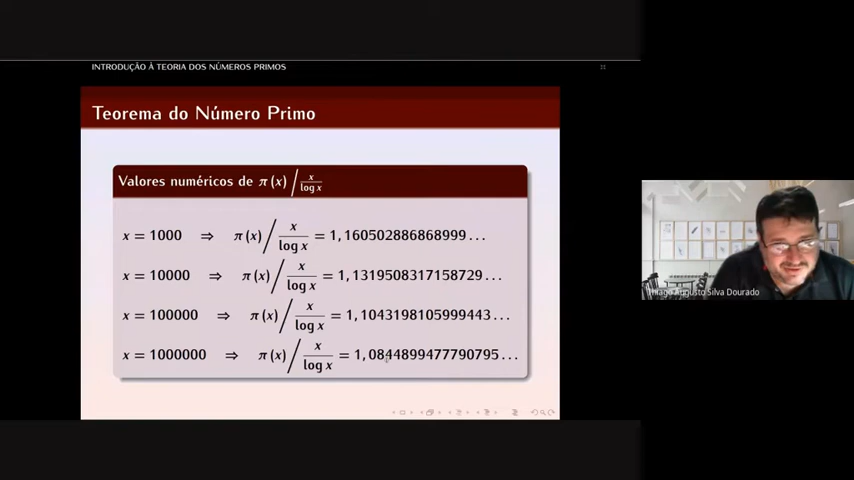 INTRODUÇÃO À TEORIA DOS NÚMEROS PRIMOS
Teorema do Número Primo
Valores numéricos de π(x) / x/log x
x = 1000 ⇒ π(x) / x/log x = 1,160502886868999...
x = 10000 ⇒ π(x) / x/log x = 1,1319508317158729...
x = 100000 ⇒ π(x) / x/log x = 1,1043198105999443...
x = 1000000 ⇒ π(x) / x/log x = 1,0844899477790795...
Thiago Augusto Silva Dourado